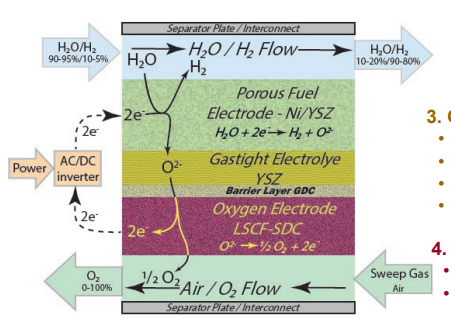 Separator Plate / Interconnect
H₂O/H₂
90-95%/10-5%
H₂O / H₂ Flow
H₂O
H₂
H₂O/H₂
10-20%/90-80%
Porous Fuel
Electrode - Ni/YSZ
H₂O + 2e⁻ → H₂ + O²⁻
2e⁻
2e⁻
3. 
Power
AC/DC
inverter
O²⁻
Gastight Electrolye
YSZ
Barrier Layer GDC
Oxygen Electrode
LSCF-SDC
O²⁻ → ½ O₂ + 2e⁻
2e⁻
2e⁻
4.
O₂
0-100%
1/2 O₂
Air / O₂ Flow
Sweep Gas
Air
Separator Plate / Interconnect